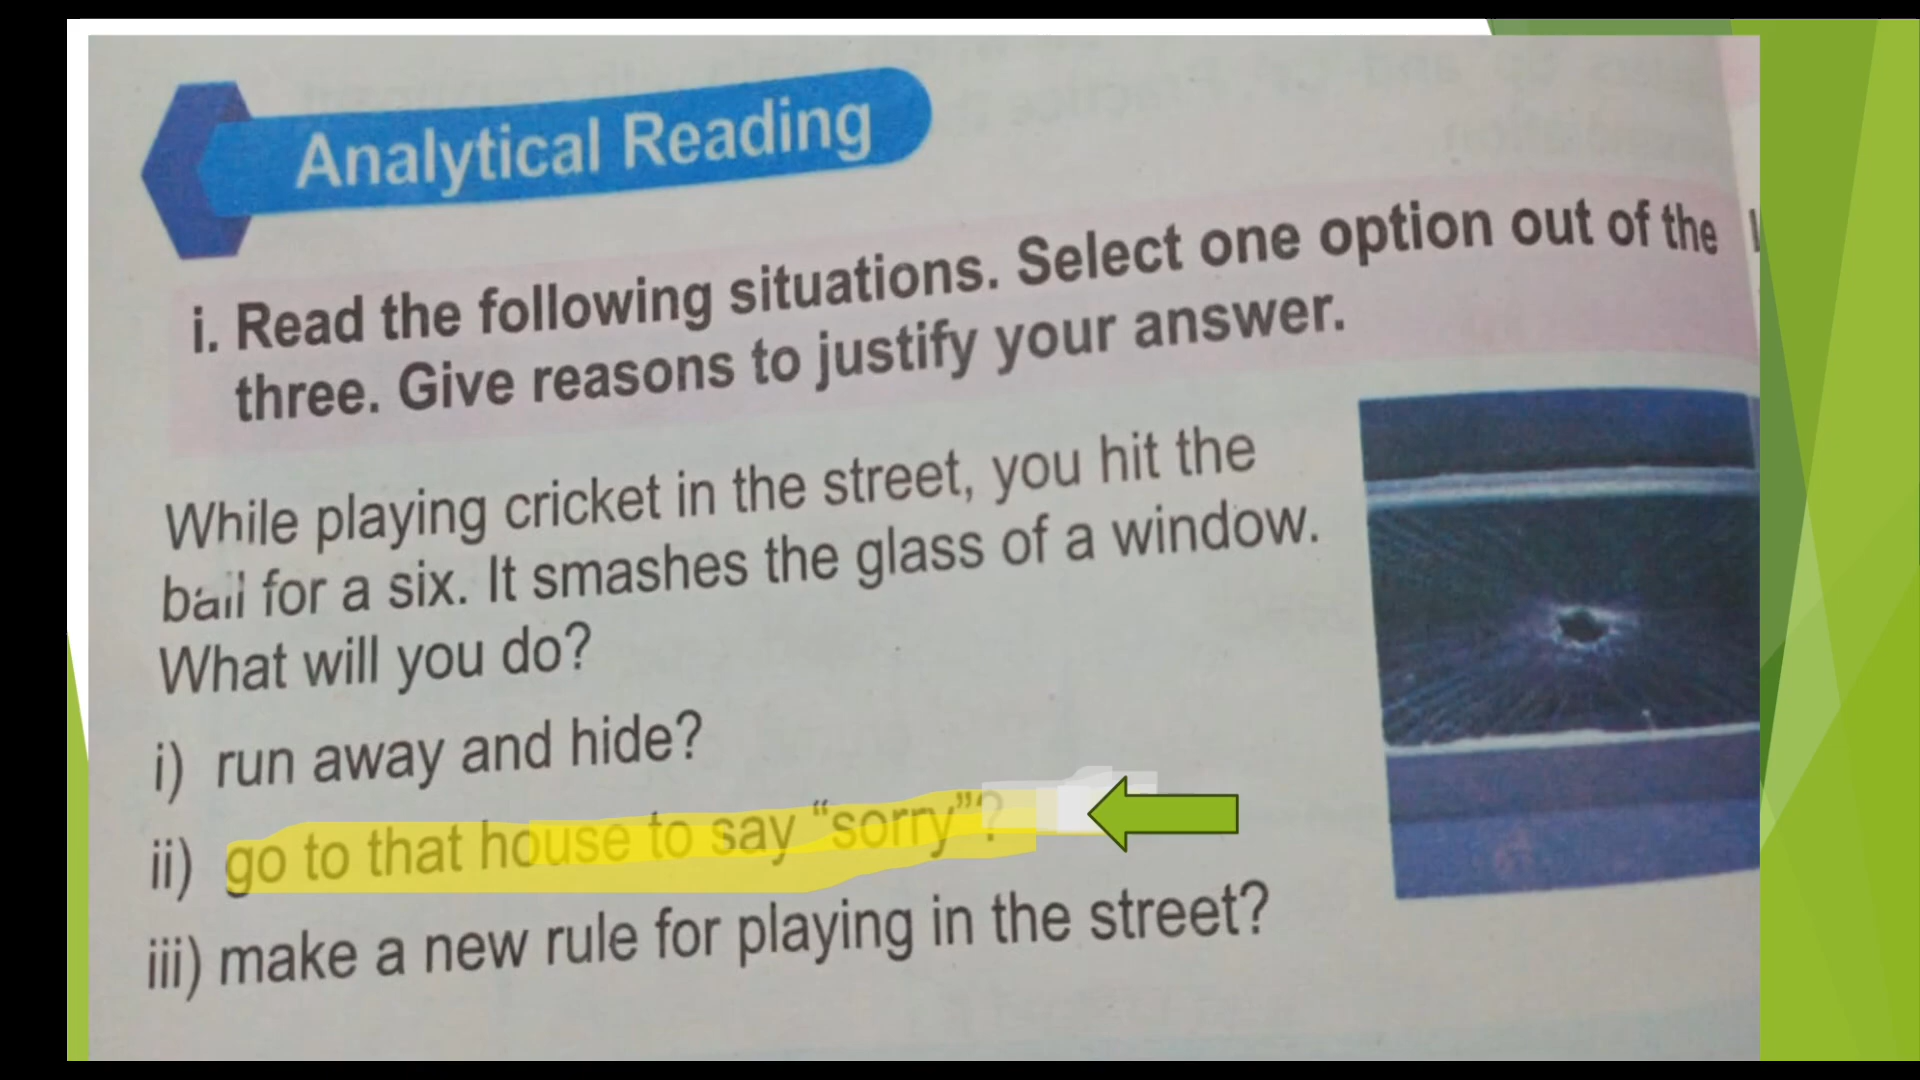 Analytical Reading
i. Read the following situations. Select one option out of the
three. Give reasons to justify your answer.
While playing cricket in the street, you hit the
ball for a six. It smashes the glass of a window.
What will you do?
i) run away and hide?
ii) go to that house to say “sorry”?
iii) make a new rule for playing in the street?